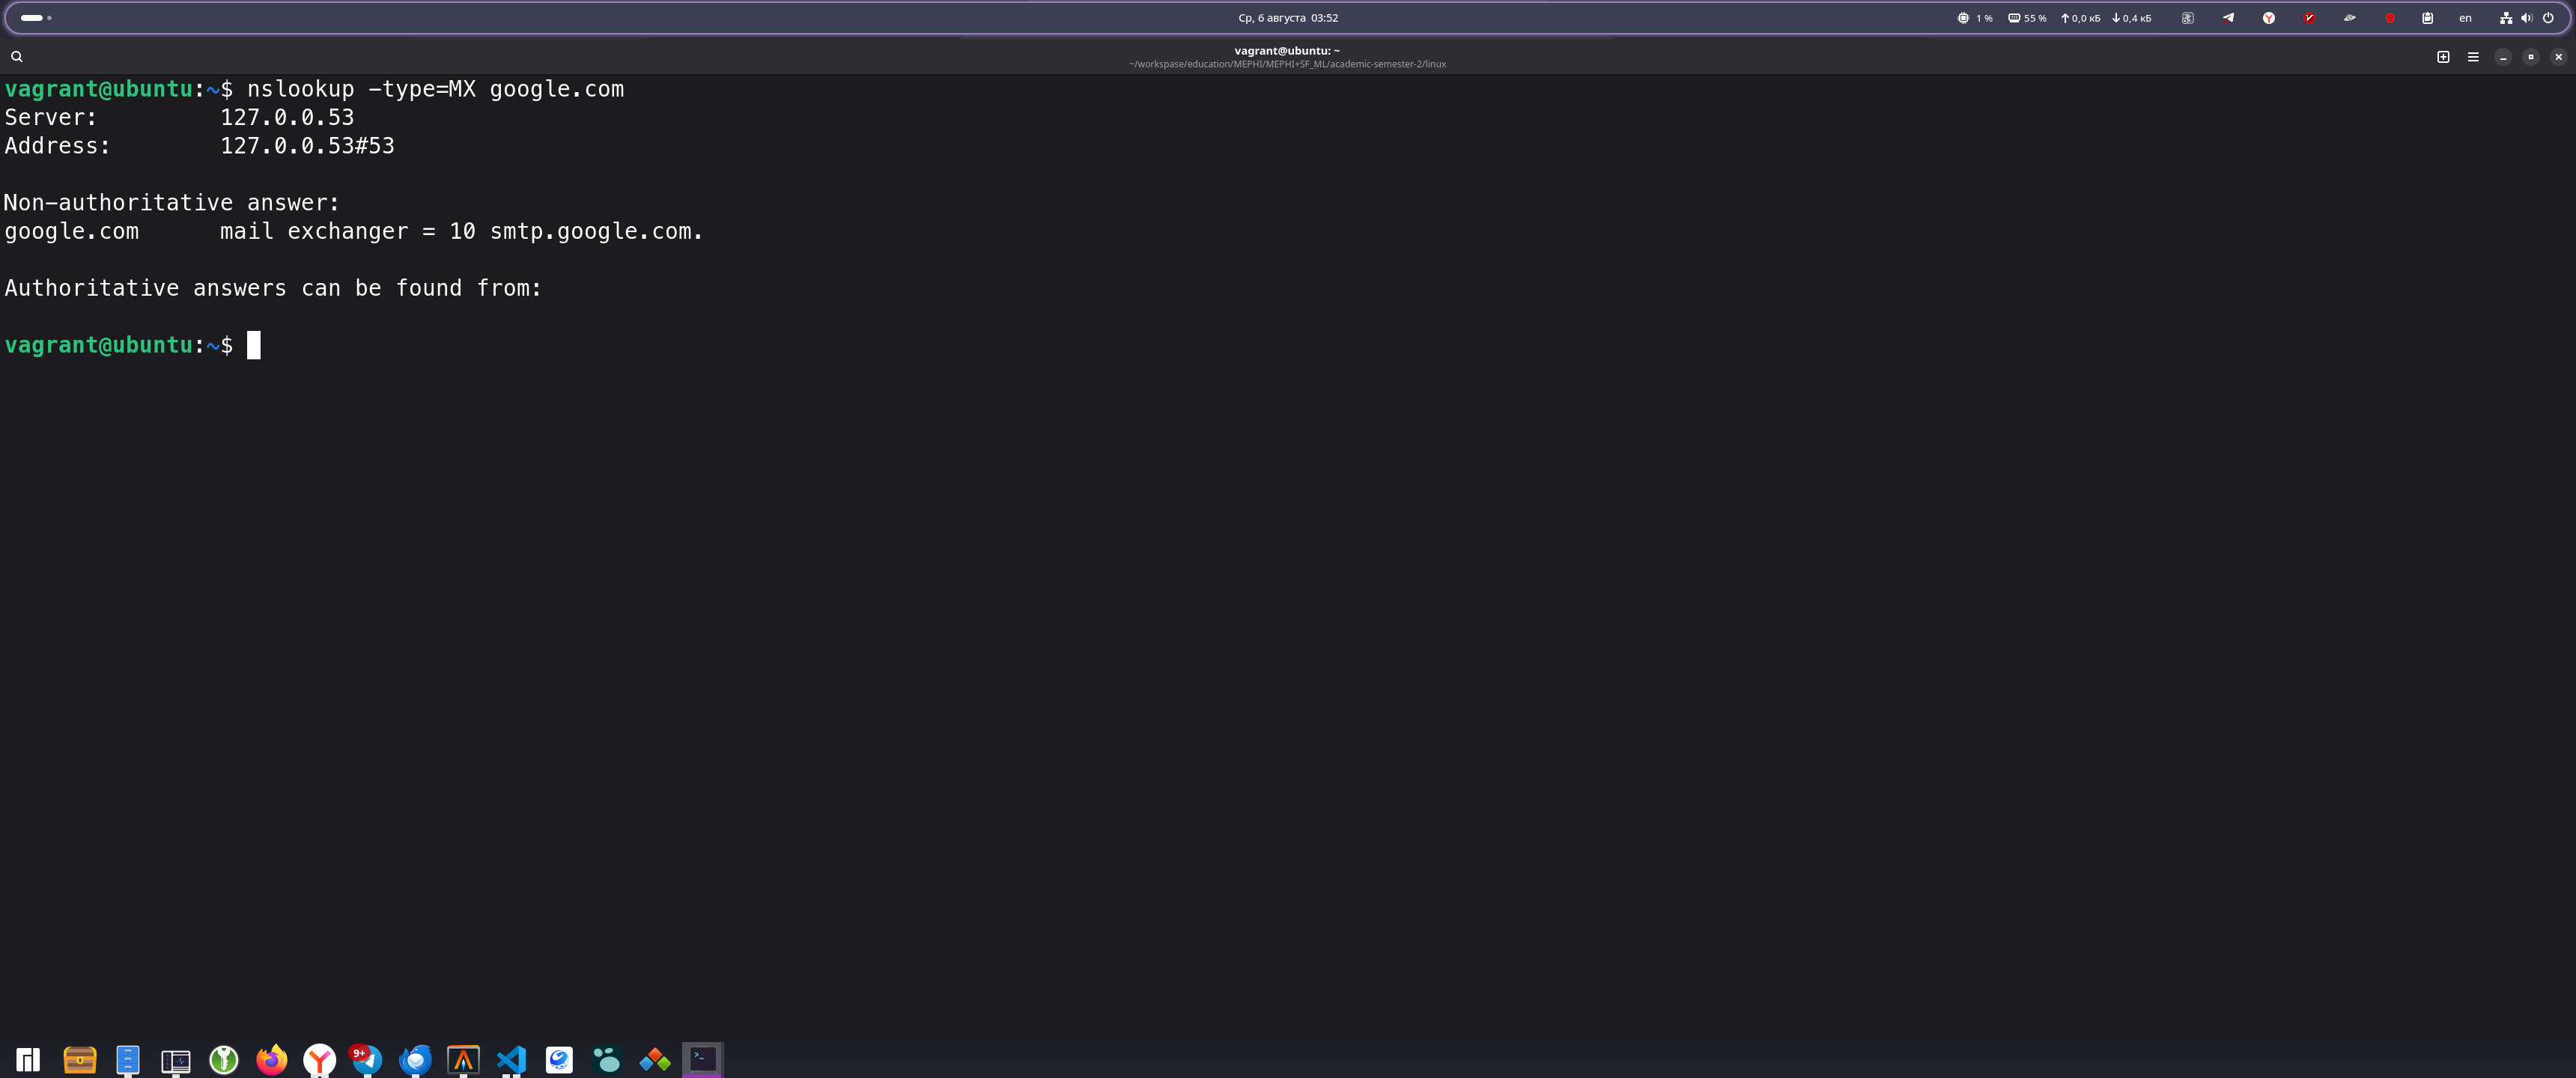 Ср, 6 августа 03:52
1 % 55 % 0,0 кБ 0,4 кБ en
vagrant@ubuntu: ~
~/workspase/education/MEPHI/MEPHI+SF_ML/academic-semester-2/linux
vagrant@ubuntu:~$ nslookup -type=MX google.com
Server: 127.0.0.53
Address: 127.0.0.53#53
Non-authoritative answer:
google.com mail exchanger = 10 smtp.google.com.
Authoritative answers can be found from:
vagrant@ubuntu:~$
9+